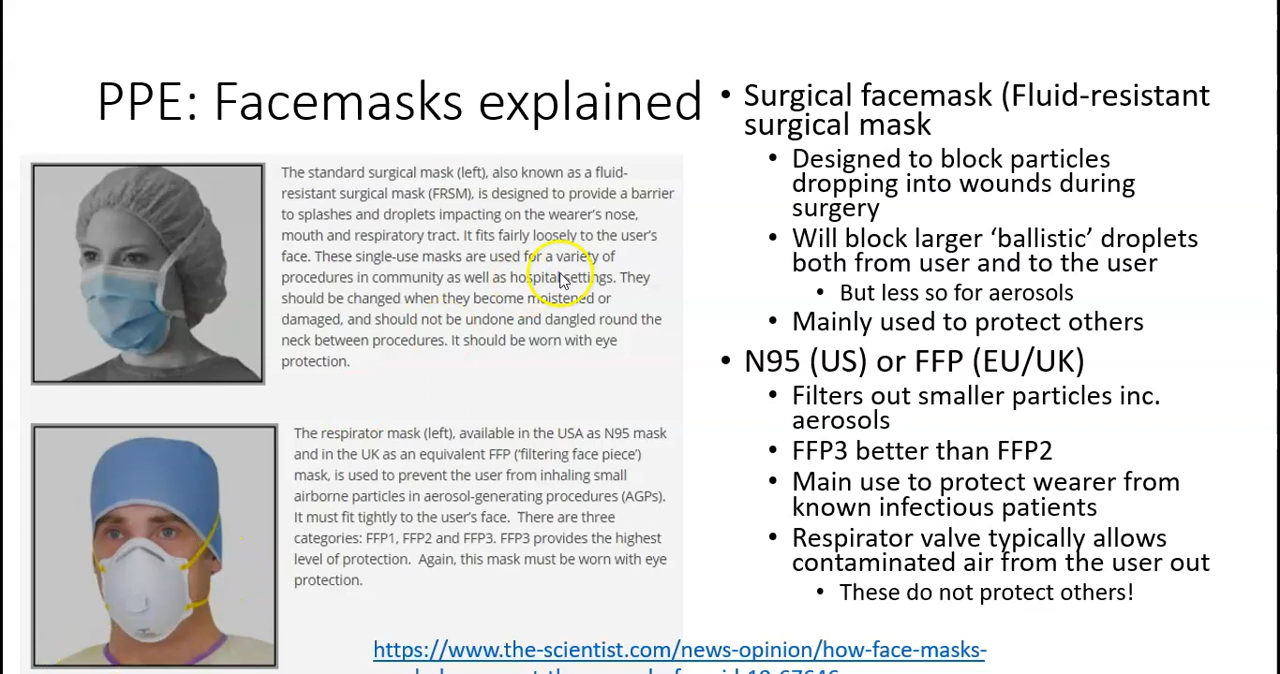 PPE: Facemasks explained
The standard surgical mask (left), also known as a fluid-
resistant surgical mask (FRSM), is designed to provide a barrier
to splashes and droplets impacting on the wearer's nose,
mouth and respiratory tract. It fits fairly loosely to the user's
face. These single-use masks are used for a variety of
procedures in community as well as hospital settings. They
should be changed when they become moistened or
damaged, and should not be undone and dangled round the
neck between procedures. It should be worn with eye
protection.
The respirator mask (left), available in the USA as N95 mask
and in the UK as an equivalent FFP ('filtering face piece')
mask, is used to prevent the user from inhaling small
airborne particles in aerosol-generating procedures (AGPs).
It must fit tightly to the user's face. There are three
categories: FFP1, FFP2 and FFP3. FFP3 provides the highest
level of protection. Again, this mask must be worn with eye
protection.
• Surgical facemask (Fluid-resistant
surgical mask
• Designed to block particles
dropping into wounds during
surgery
• Will block larger 'ballistic' droplets
both from user and to the user
• But less so for aerosols
• Mainly used to protect others
• N95 (US) or FFP (EU/UK)
• Filters out smaller particles inc.
aerosols
• FFP3 better than FFP2
• Main use to protect wearer from
known infectious patients
• Respirator valve typically allows
contaminated air from the user out
• These do not protect others!
https://www.the-scientist.com/news-opinion/how-face-masks-